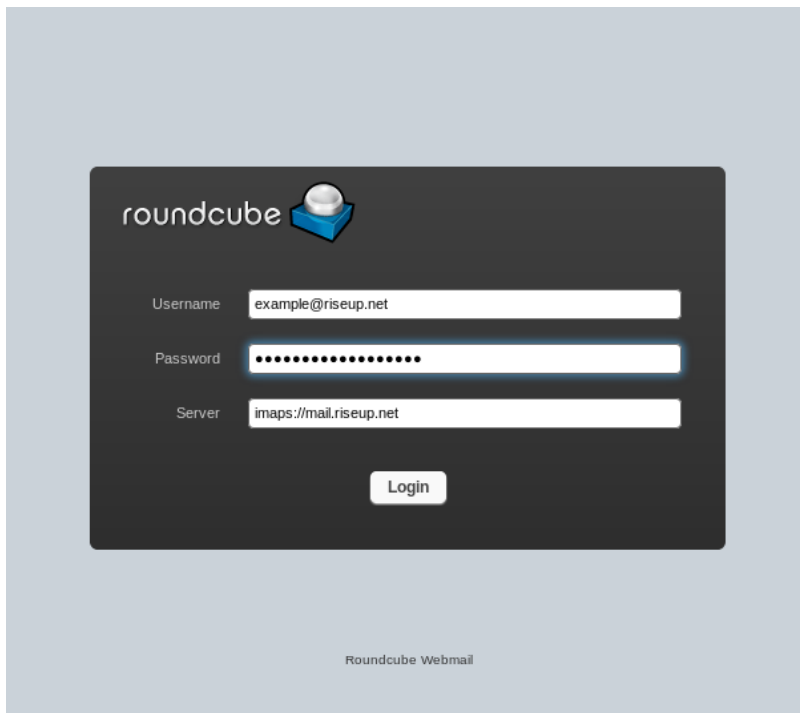 roundcube
Username example@riseup.net
Password ••••••••••••••••••
Server imaps://mail.riseup.net
Login
Roundcube Webmail